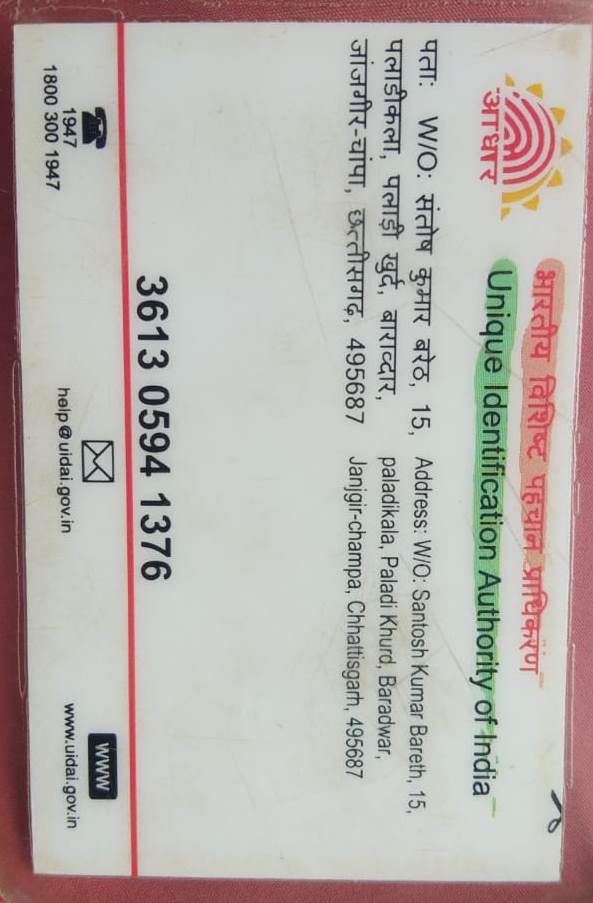 आधार
भारतीय विशिष्ट पहचान प्राधिकरण
Unique Identification Authority of India
पता: W/O: संतोष कुमार बरेठ, 15,
पलाडीकला, पलाड़ी खुर्द, बाराद्वार,
जांजगीर-चांपा, छत्तीसगढ़, 495687
Address: W/O: Santosh Kumar Bareth, 15,
paladikala, Paladi Khurd, Baradwar,
Janjgir-champa, Chhattisgarh, 495687
3613 0594 1376
1947
1800 300 1947
help@uidai.gov.in
www
www.uidai.gov.in